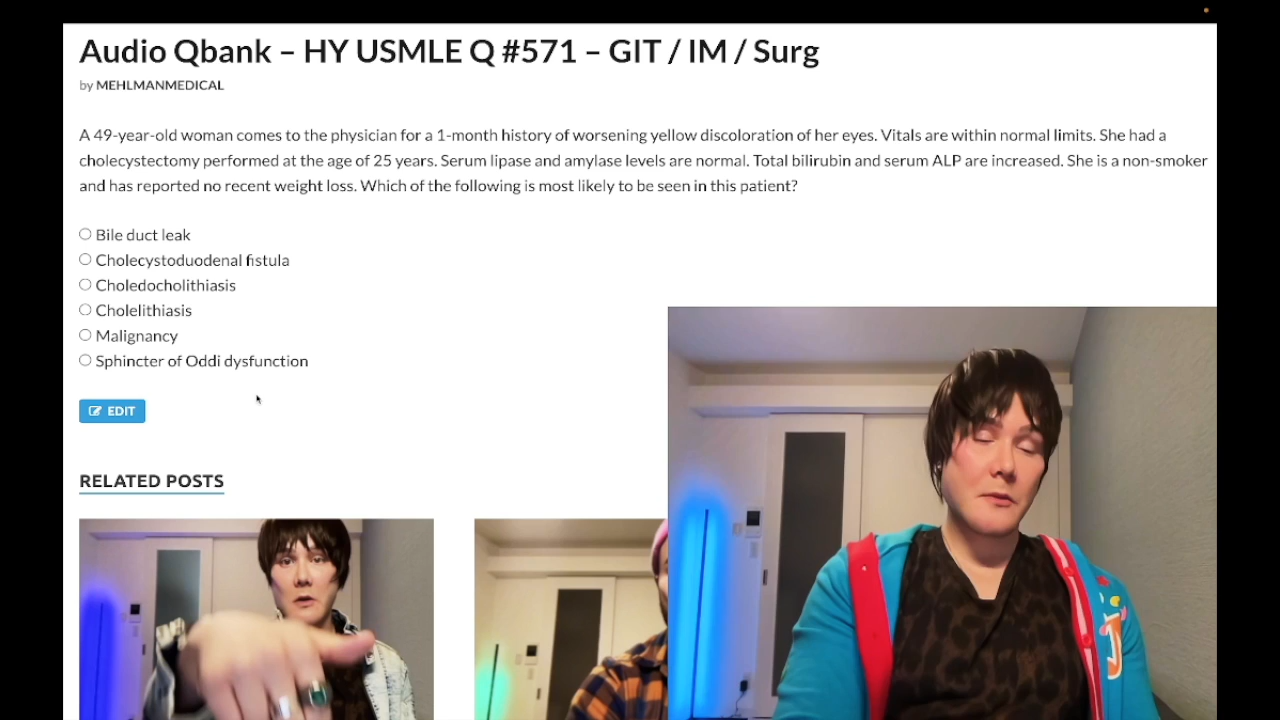 Audio Qbank – HY USMLE Q #571 – GIT / IM / Surg
by MEHLMANMEDICAL
A 49-year-old woman comes to the physician for a 1-month history of worsening yellow discoloration of her eyes. Vitals are within normal limits. She had a
cholecystectomy performed at the age of 25 years. Serum lipase and amylase levels are normal. Total bilirubin and serum ALP are increased. She is a non-smoker
and has reported no recent weight loss. Which of the following is most likely to be seen in this patient?
Bile duct leak
Cholecystoduodenal fistula
Choledocholithiasis
Cholelithiasis
Malignancy
Sphincter of Oddi dysfunction
EDIT
RELATED POSTS